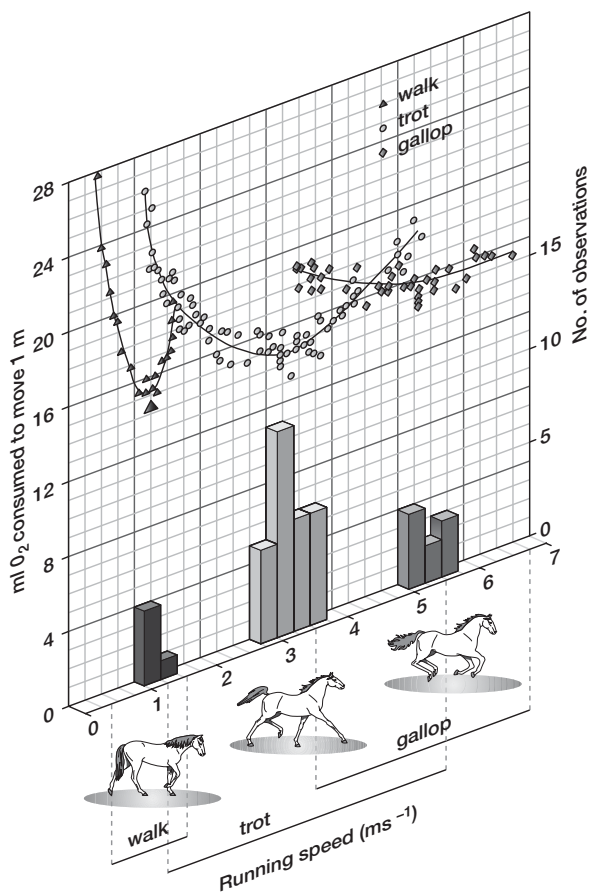 walk
trot
gallop
28
24
20
16
12
8
4
0
ml 0₂ consumed to move 1 m
15
10
5
0
No. of observations
0
1
2
3
4
5
6
7
walk
trot
gallop
Running speed (ms ⁻¹)